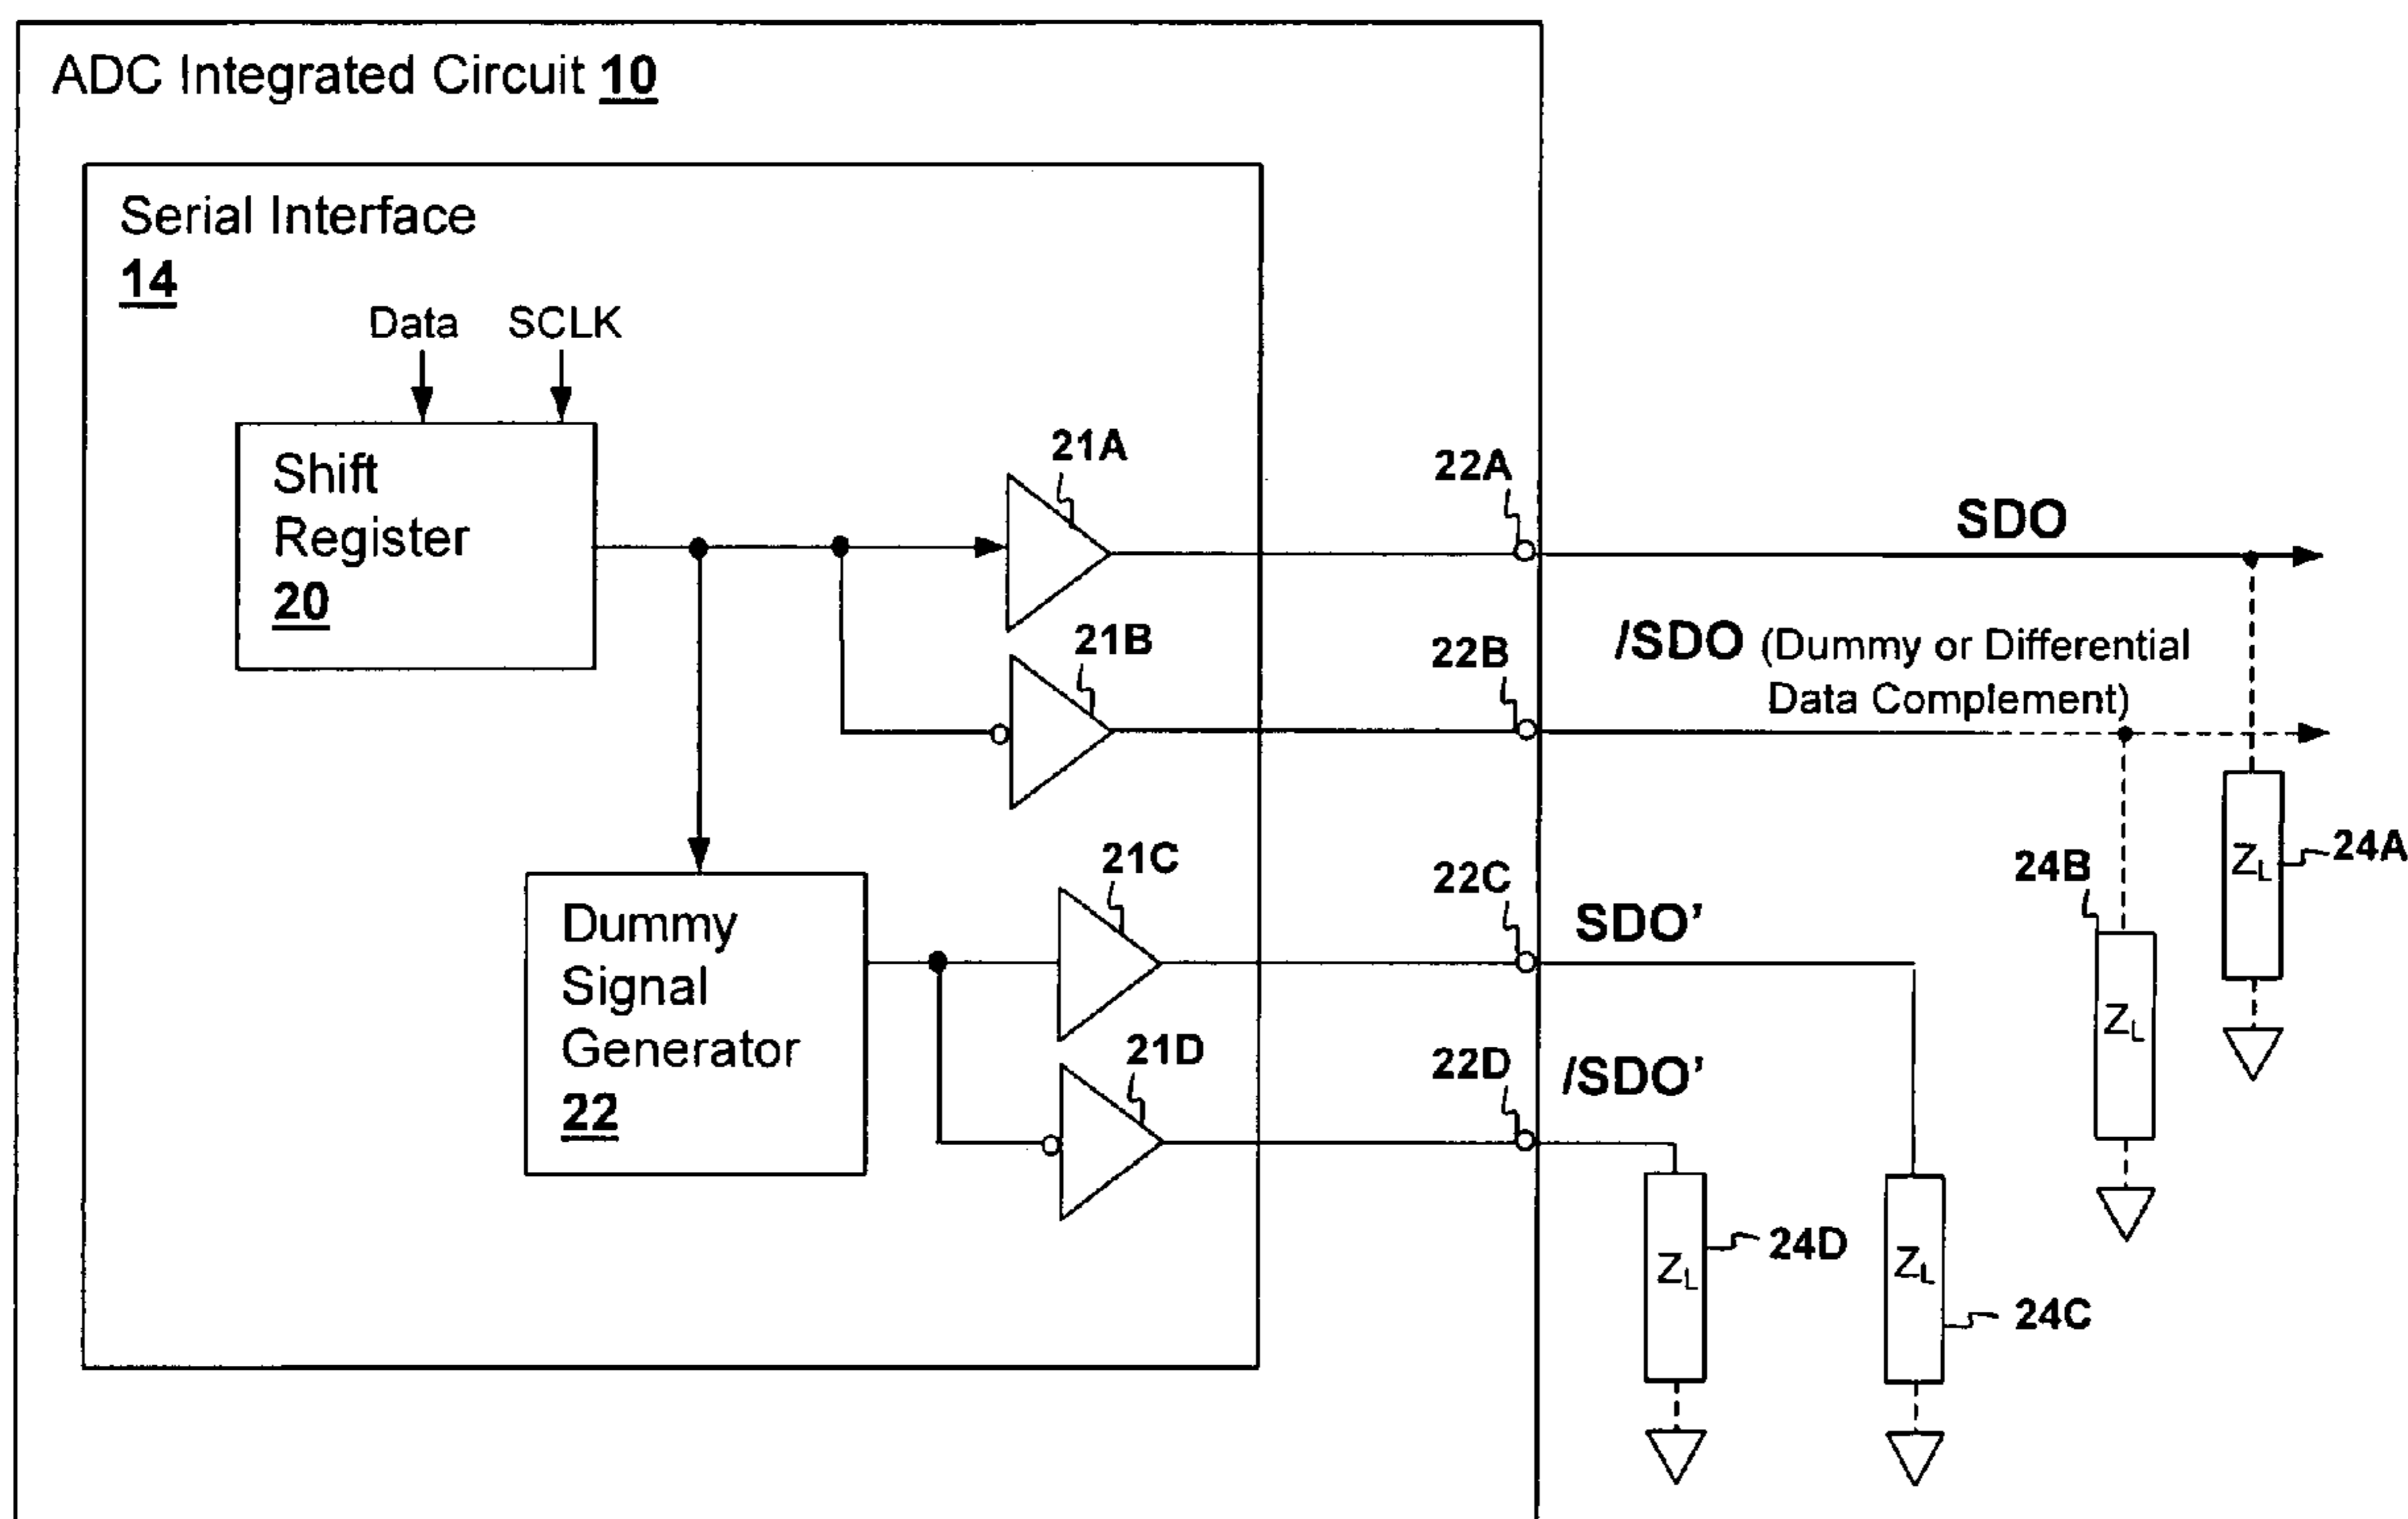 ADC Integrated Circuit 10
Serial Interface
14
Data SCLK
Shift
Register
20
21A
22A
SDO
21B
22B
/SDO (Dummy or Differential
Data Complement)
24A
ZL
24B
ZL
Dummy
Signal
Generator
22
21C
22C
SDO’
21D
22D
/SDO’
24D
ZL
ZL
24C